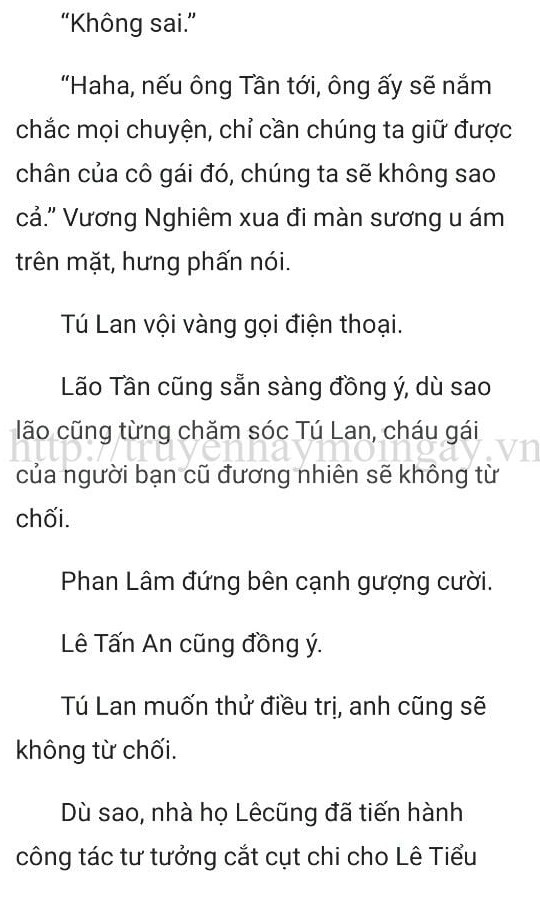 “Không sai.”
“Haha, nếu ông Tần tới, ông ấy sẽ nắm
chắc mọi chuyện, chỉ cần chúng ta giữ được
chân của cô gái đó, chúng ta sẽ không sao
cả.” Vương Nghiêm xua đi màn sương u ám
trên mặt, hưng phấn nói.
Tú Lan vội vàng gọi điện thoại.
Lão Tần cũng sẵn sàng đồng ý, dù sao
lão cũng từng chăm sóc Tú Lan, cháu gái
http://truyenhaymoingay.vn
của người bạn cũ đương nhiên sẽ không từ
chối.
Phan Lâm đứng bên cạnh gượng cười.
Lê Tấn An cũng đồng ý.
Tú Lan muốn thử điều trị, anh cũng sẽ
không từ chối.
Dù sao, nhà họ Lêcũng đã tiến hành
công tác tư tưởng cắt cụt chi cho Lê Tiểu